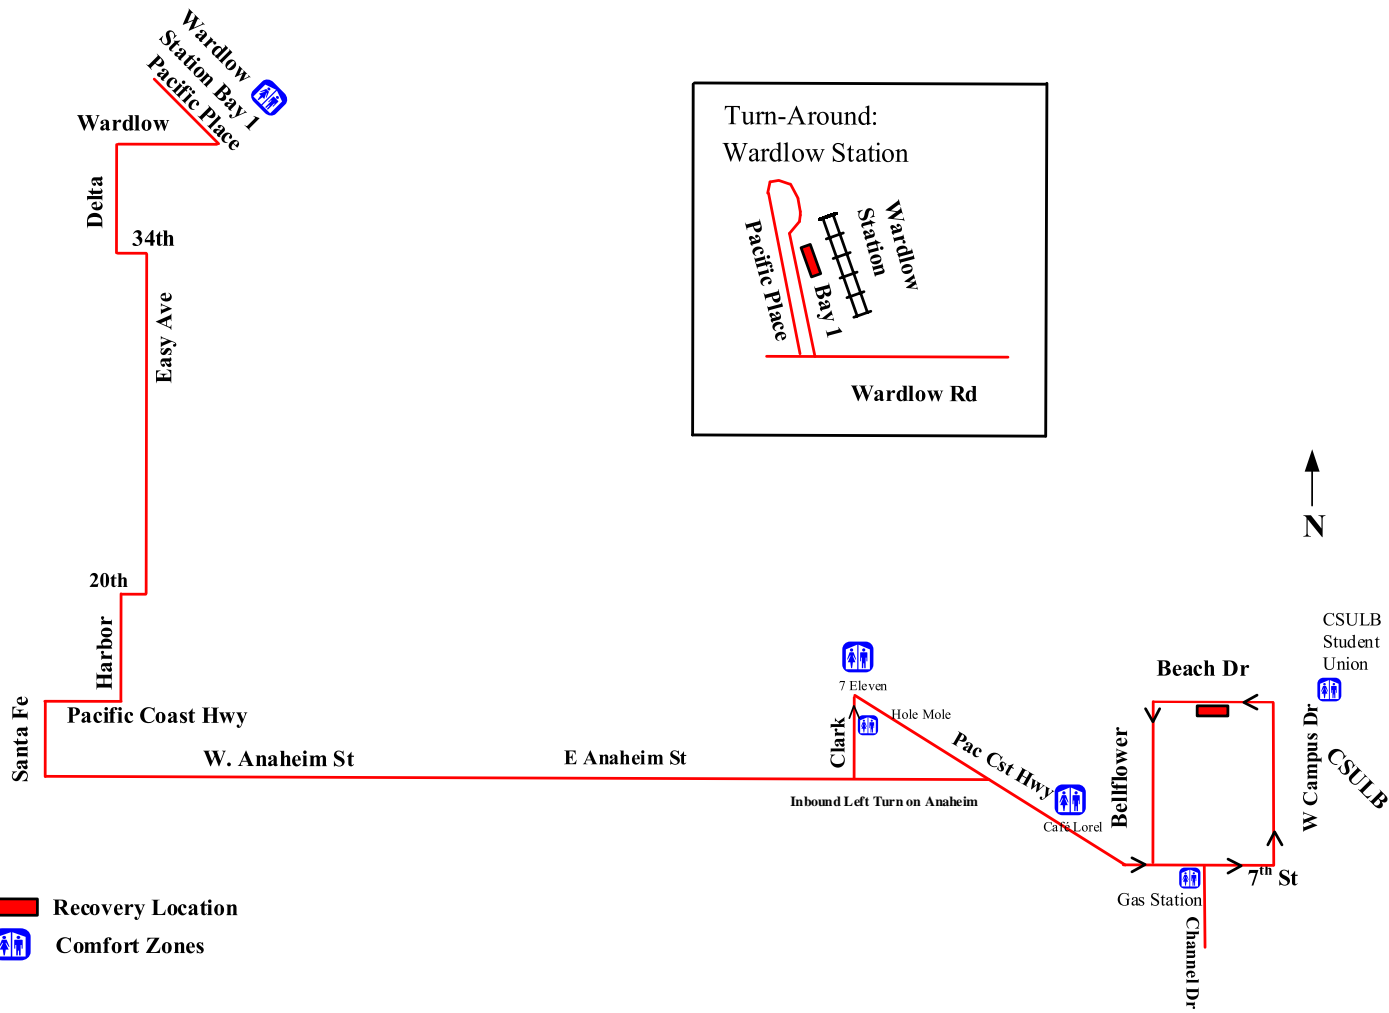 Wardlow
Station Bay 1
Pacific Place
Wardlow
Delta
34th
Easy Ave
20th
Harbor
Santa Fe
Pacific Coast Hwy
W. Anaheim St
E Anaheim St
Turn-Around:
Wardlow Station
Pacific Place
Bay 1
Wardlow
Station
Wardlow Rd
N
7 Eleven
Hole Mole
Clark
Pac Cst Hwy
Inbound Left Turn on Anaheim
Café Lorel
Bellflower
Beach Dr
CSULB
Student
Union
W Campus Dr
CSULB
7th St
Gas Station
Channel Dr
Recovery Location
Comfort Zones